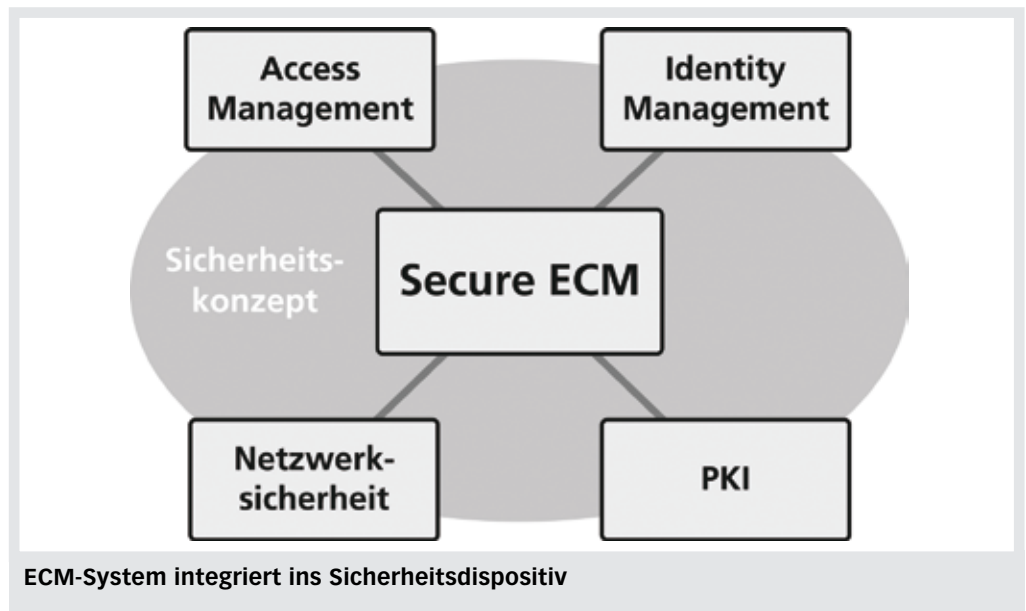 Access
Management
Identity
Management
Sicherheits-
konzept
Secure ECM
Netzwerk-
sicherheit
PKI
ECM-System integriert ins Sicherheitsdispositiv